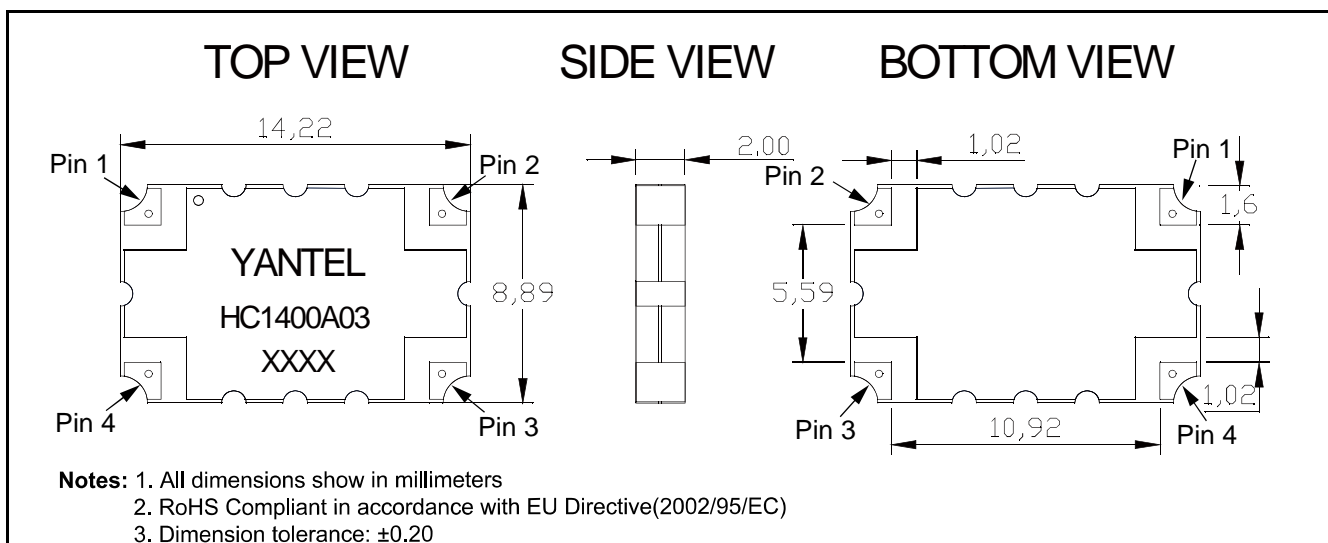 TOP VIEW
SIDE VIEW
BOTTOM VIEW
14,22
2,00
1,02
Pin 1
Pin 2
Pin 2
Pin 1
1,6
YANTEL
HC1400A03
XXXX
8,89
5,59
1,02
Pin 4
Pin 3
Pin 3
10,92
Pin 4
Notes: 1. All dimensions show in millimeters
2. RoHS Compliant in accordance with EU Directive(2002/95/EC)
3. Dimension tolerance: ±0.20